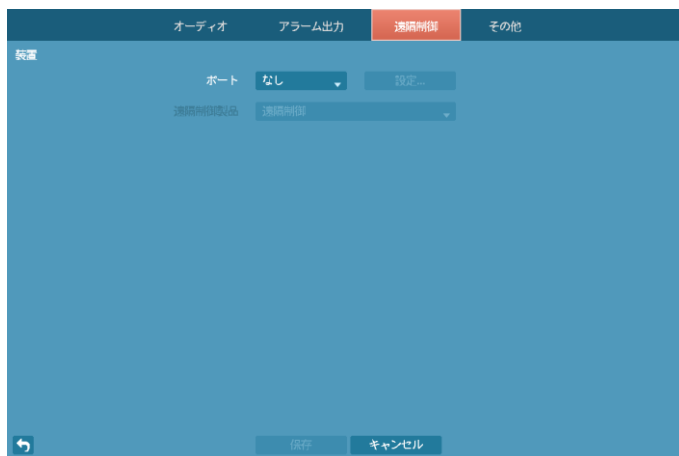 オーディオ アラーム出力 遠隔制御 その他
装置
ポート なし 設定...
遠隔制御製品 遠隔制御
保存 キャンセル